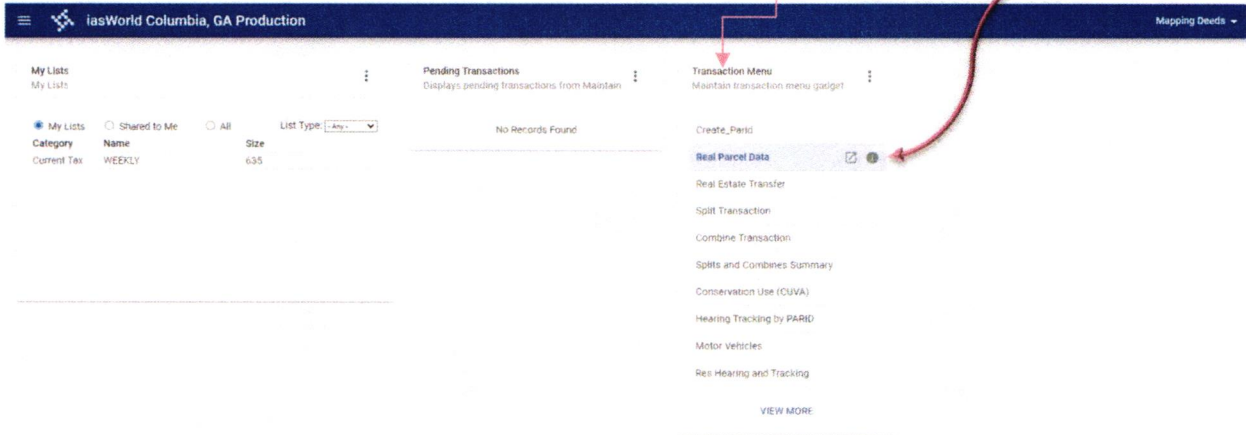 iasWorld Columbia, GA Production
Mapping Deeds
My Lists
My Lists
My Lists Shared to Me All List Type: - Any -
Category Name Size
Current Tax WEEKLY 635
Pending Transactions
Displays pending transactions from Maintain
No Records Found
Transaction Menu
Maintain transaction menu gadget
Create_Parid
Real Parcel Data
Real Estate Transfer
Split Transaction
Combine Transaction
Splits and Combines Summary
Conservation Use (CUVA)
Hearing Tracking by PARID
Motor Vehicles
Res Hearing and Tracking
VIEW MORE